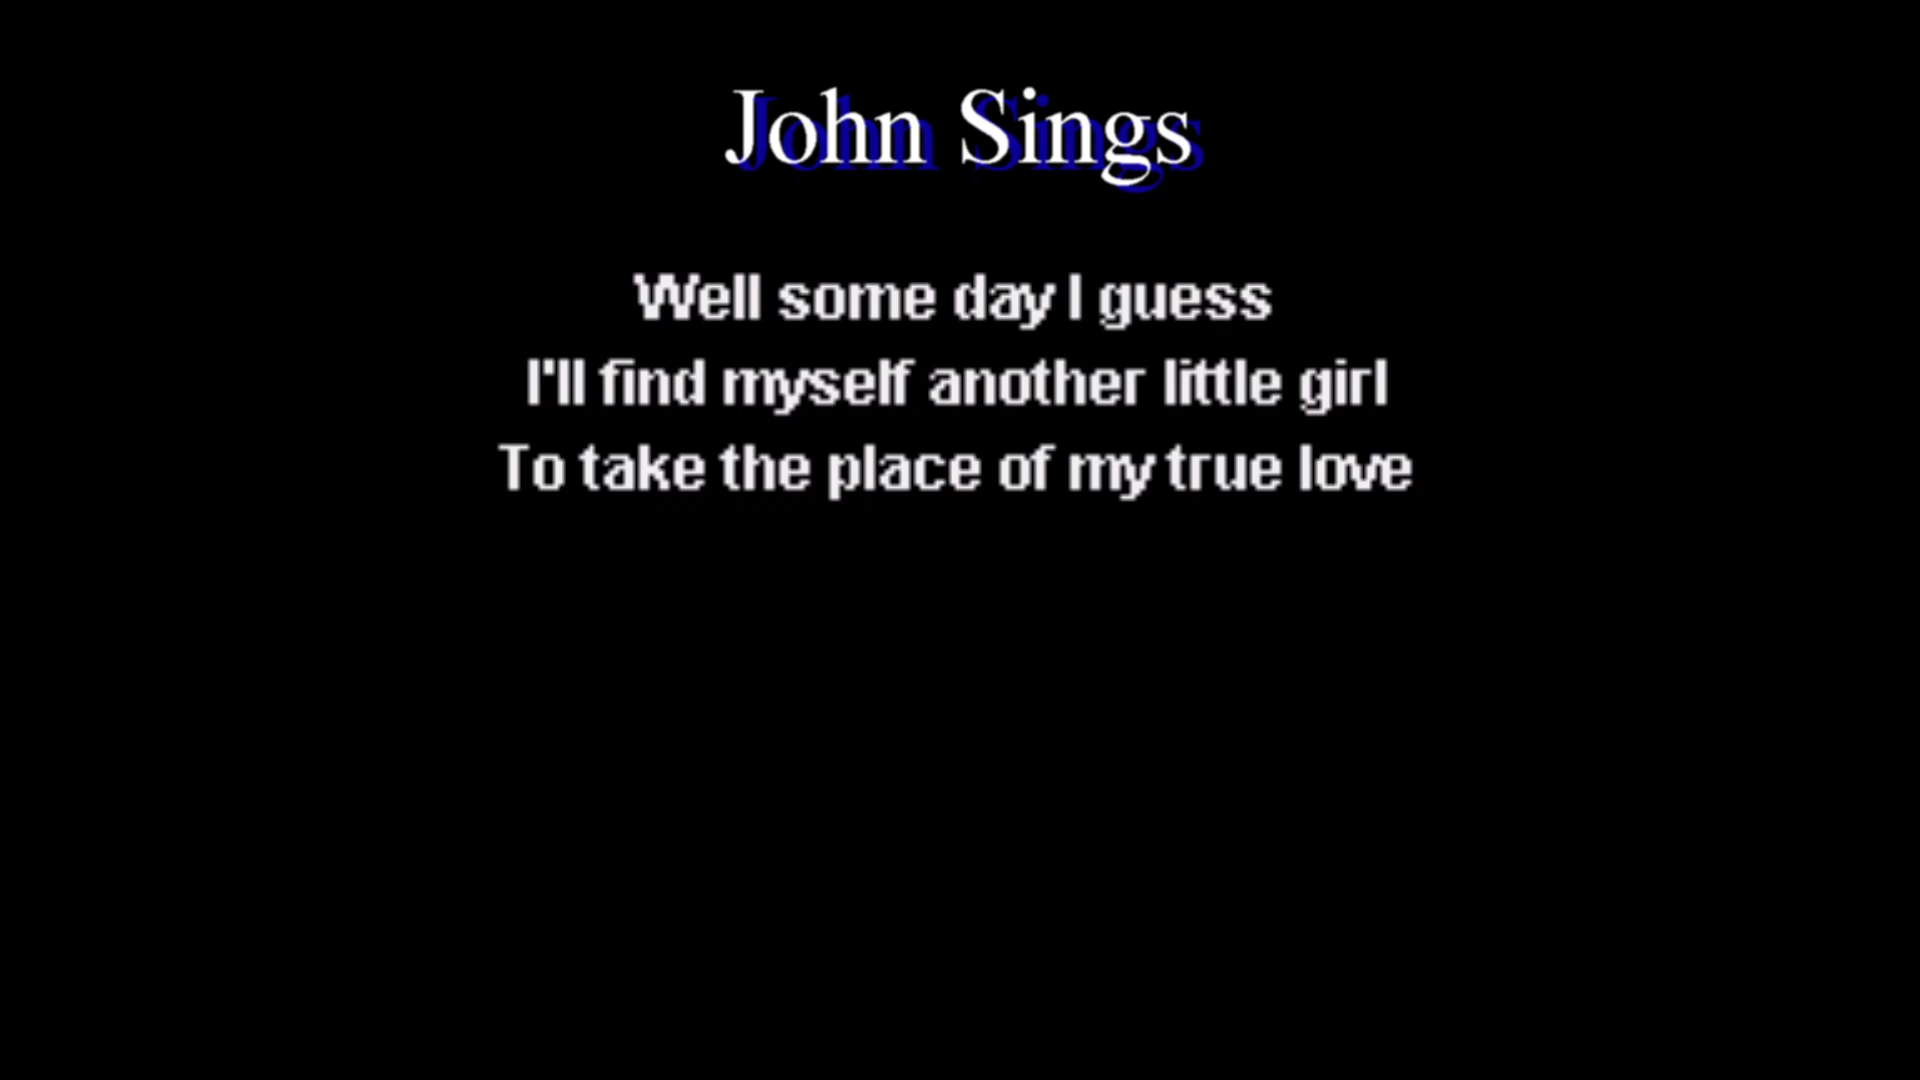 John Sings
Well some day I guess
I'll find myself another little girl
To take the place of my true love